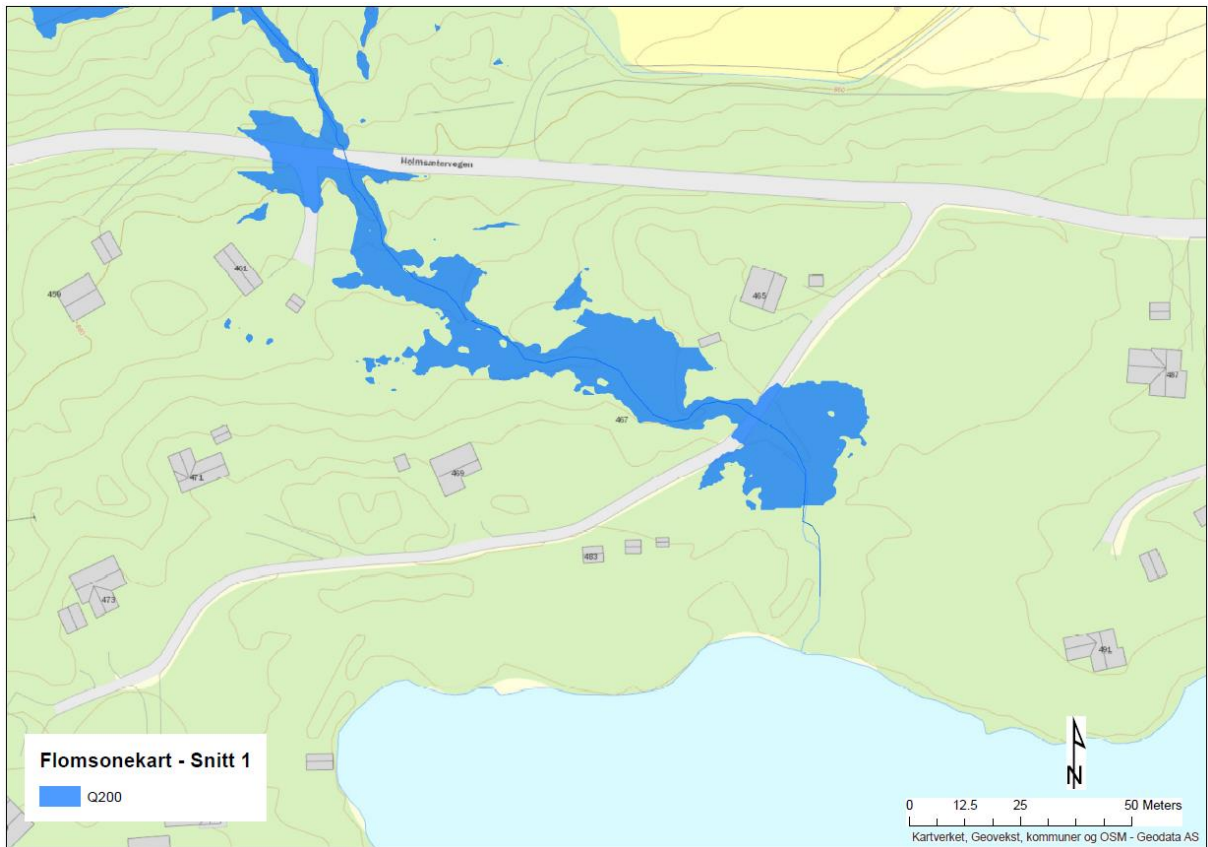 Holmsætervegen
461
459
465
487
467
469
471
483
473
491
Flomsonekart - Snitt 1
Q200
N
0 12.5 25 50 Meters
Kartverket, Geovekst, kommuner og OSM - Geodata AS